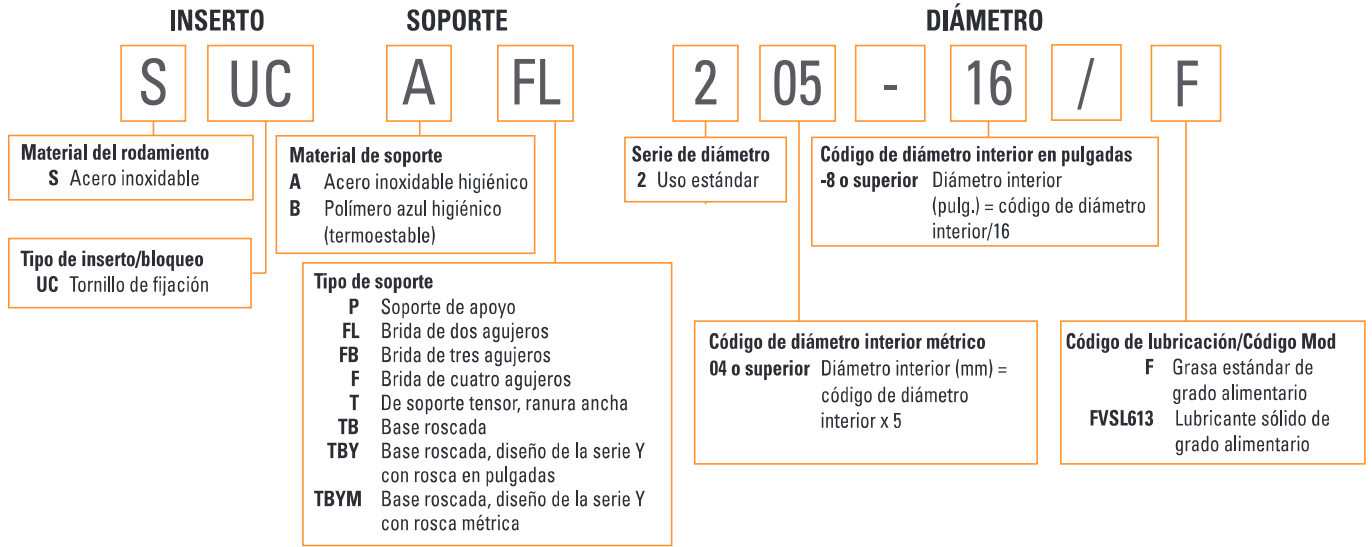 INSERTO
SOPORTE
DIÁMETRO
S UC A FL 2 05 - 16 / F
Material del rodamiento
S Acero inoxidable
Tipo de inserto/bloqueo
UC Tornillo de fijación
Material de soporte
A Acero inoxidable higiénico
B Polímero azul higiénico
(termoestable)
Tipo de soporte
P Soporte de apoyo
FL Brida de dos agujeros
FB Brida de tres agujeros
F Brida de cuatro agujeros
T De soporte tensor, ranura ancha
TB Base roscada
TBY Base roscada, diseño de la serie Y
con rosca en pulgadas
TBYM Base roscada, diseño de la serie Y
con rosca métrica
Serie de diámetro
2 Uso estándar
Código de diámetro interior en pulgadas
-8 o superior Diámetro interior
(pulg.) = código de diámetro
interior/16
Código de diámetro interior métrico
04 o superior Diámetro interior (mm) =
código de diámetro
interior x 5
Código de lubricación/Código Mod
F Grasa estándar de
grado alimentario
FVSL613 Lubricante sólido de
grado alimentario